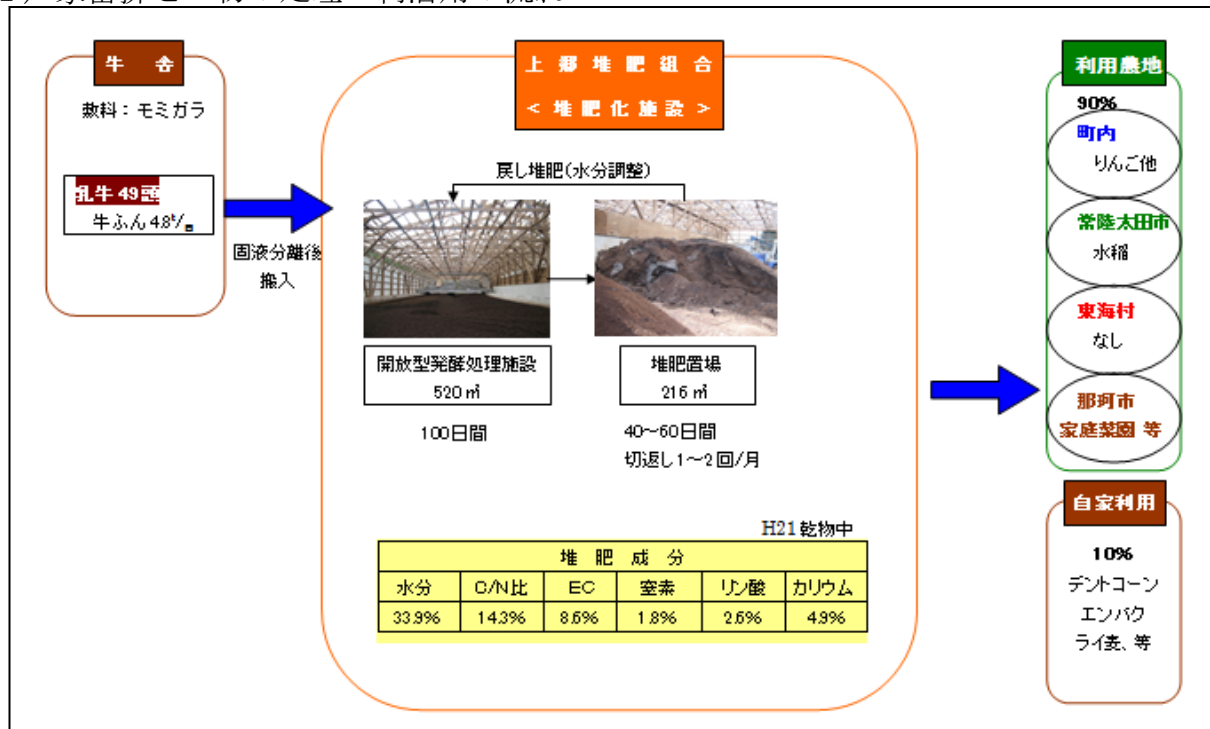 牛舎
敷料：モミガラ
乳牛 49頭
牛ふん 4.8㌧/日
固液分離後
搬入
上郷堆肥組合
＜堆肥化施設＞
戻し堆肥(水分調整)
開放型発酵処理施設
520㎡
100日間
堆肥置場
216㎡
40～60日間
切返し1～2回/月
H21 乾物中
堆肥成分
水分 C/N比 EC 窒素 リン酸 カリウム
33.9% 14.3% 8.6% 1.8% 2.6% 4.9%
利用農地
90%
町内
りんご他
常陸太田市
水稲
東海村
なし
那珂市
家庭菜園 等
自家利用
10%
デントコーン
エンバク
ライ麦、等